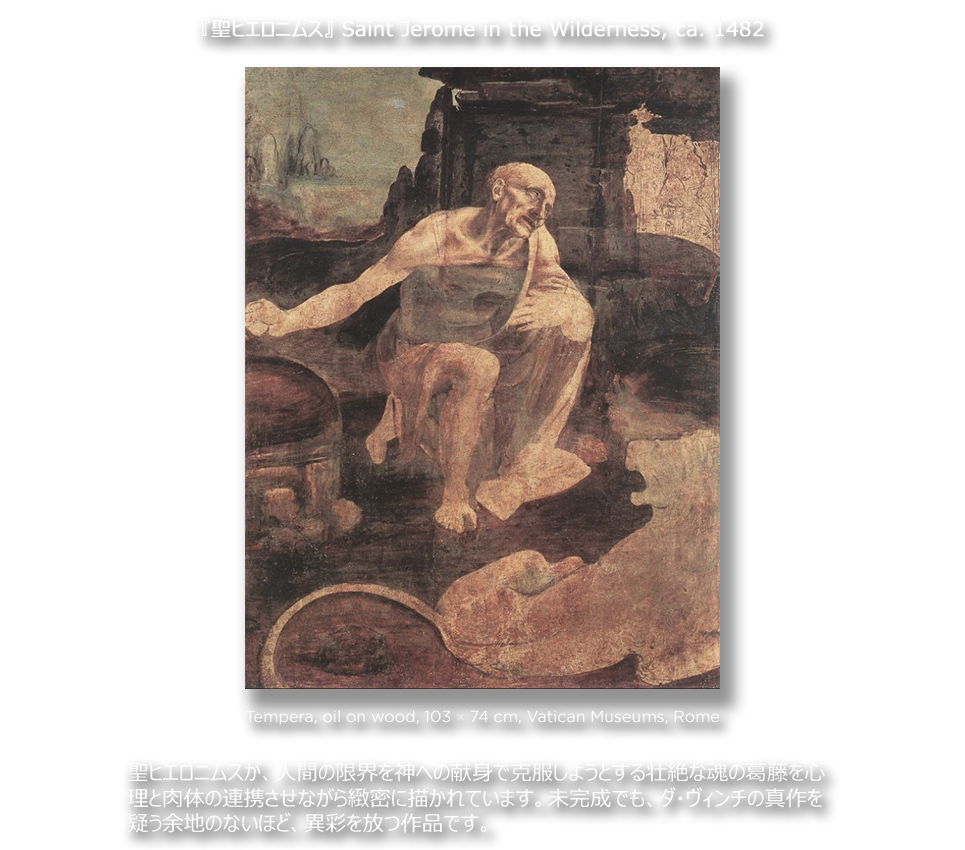 『聖ヒエロニムス』 Saint Jerome in the Wilderness, ca. 1482
Tempera, oil on wood, 103 × 74 cm, Vatican Museums, Rome
聖ヒエロニムスが、人間の限界を神への献身で克服しようとする壮絶な魂の葛藤を心
理と肉体の連携させながら緻密に描かれています。未完成でも、ダ・ヴィンチの真作を
疑う余地のないほど、異彩を放つ作品です。